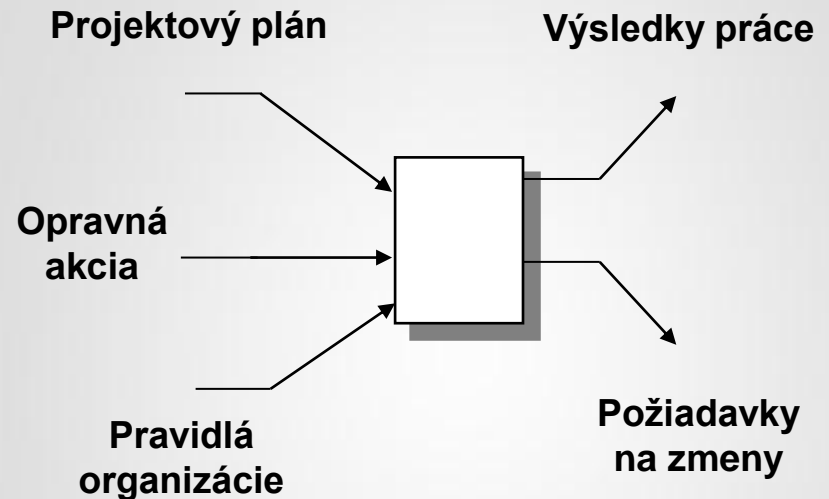 Projektový plán
Výsledky práce
Opravná
akcia
Pravidlá
organizácie
Požiadavky
na zmeny